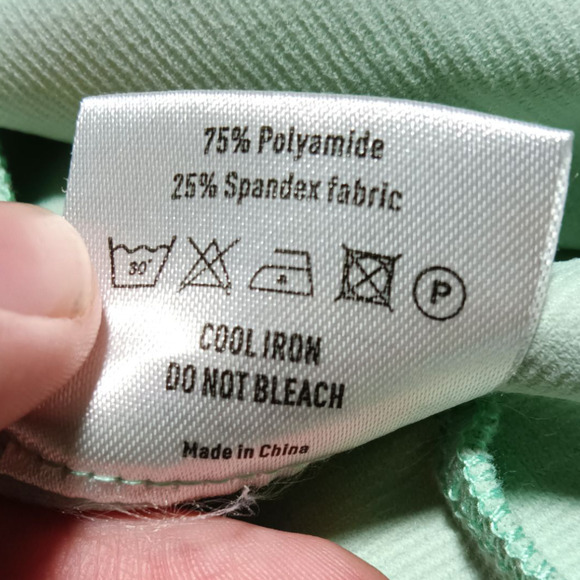 75% Polyamide
25% Spandex fabric
30° P
COOL IRON
DO NOT BLEACH
Made in China